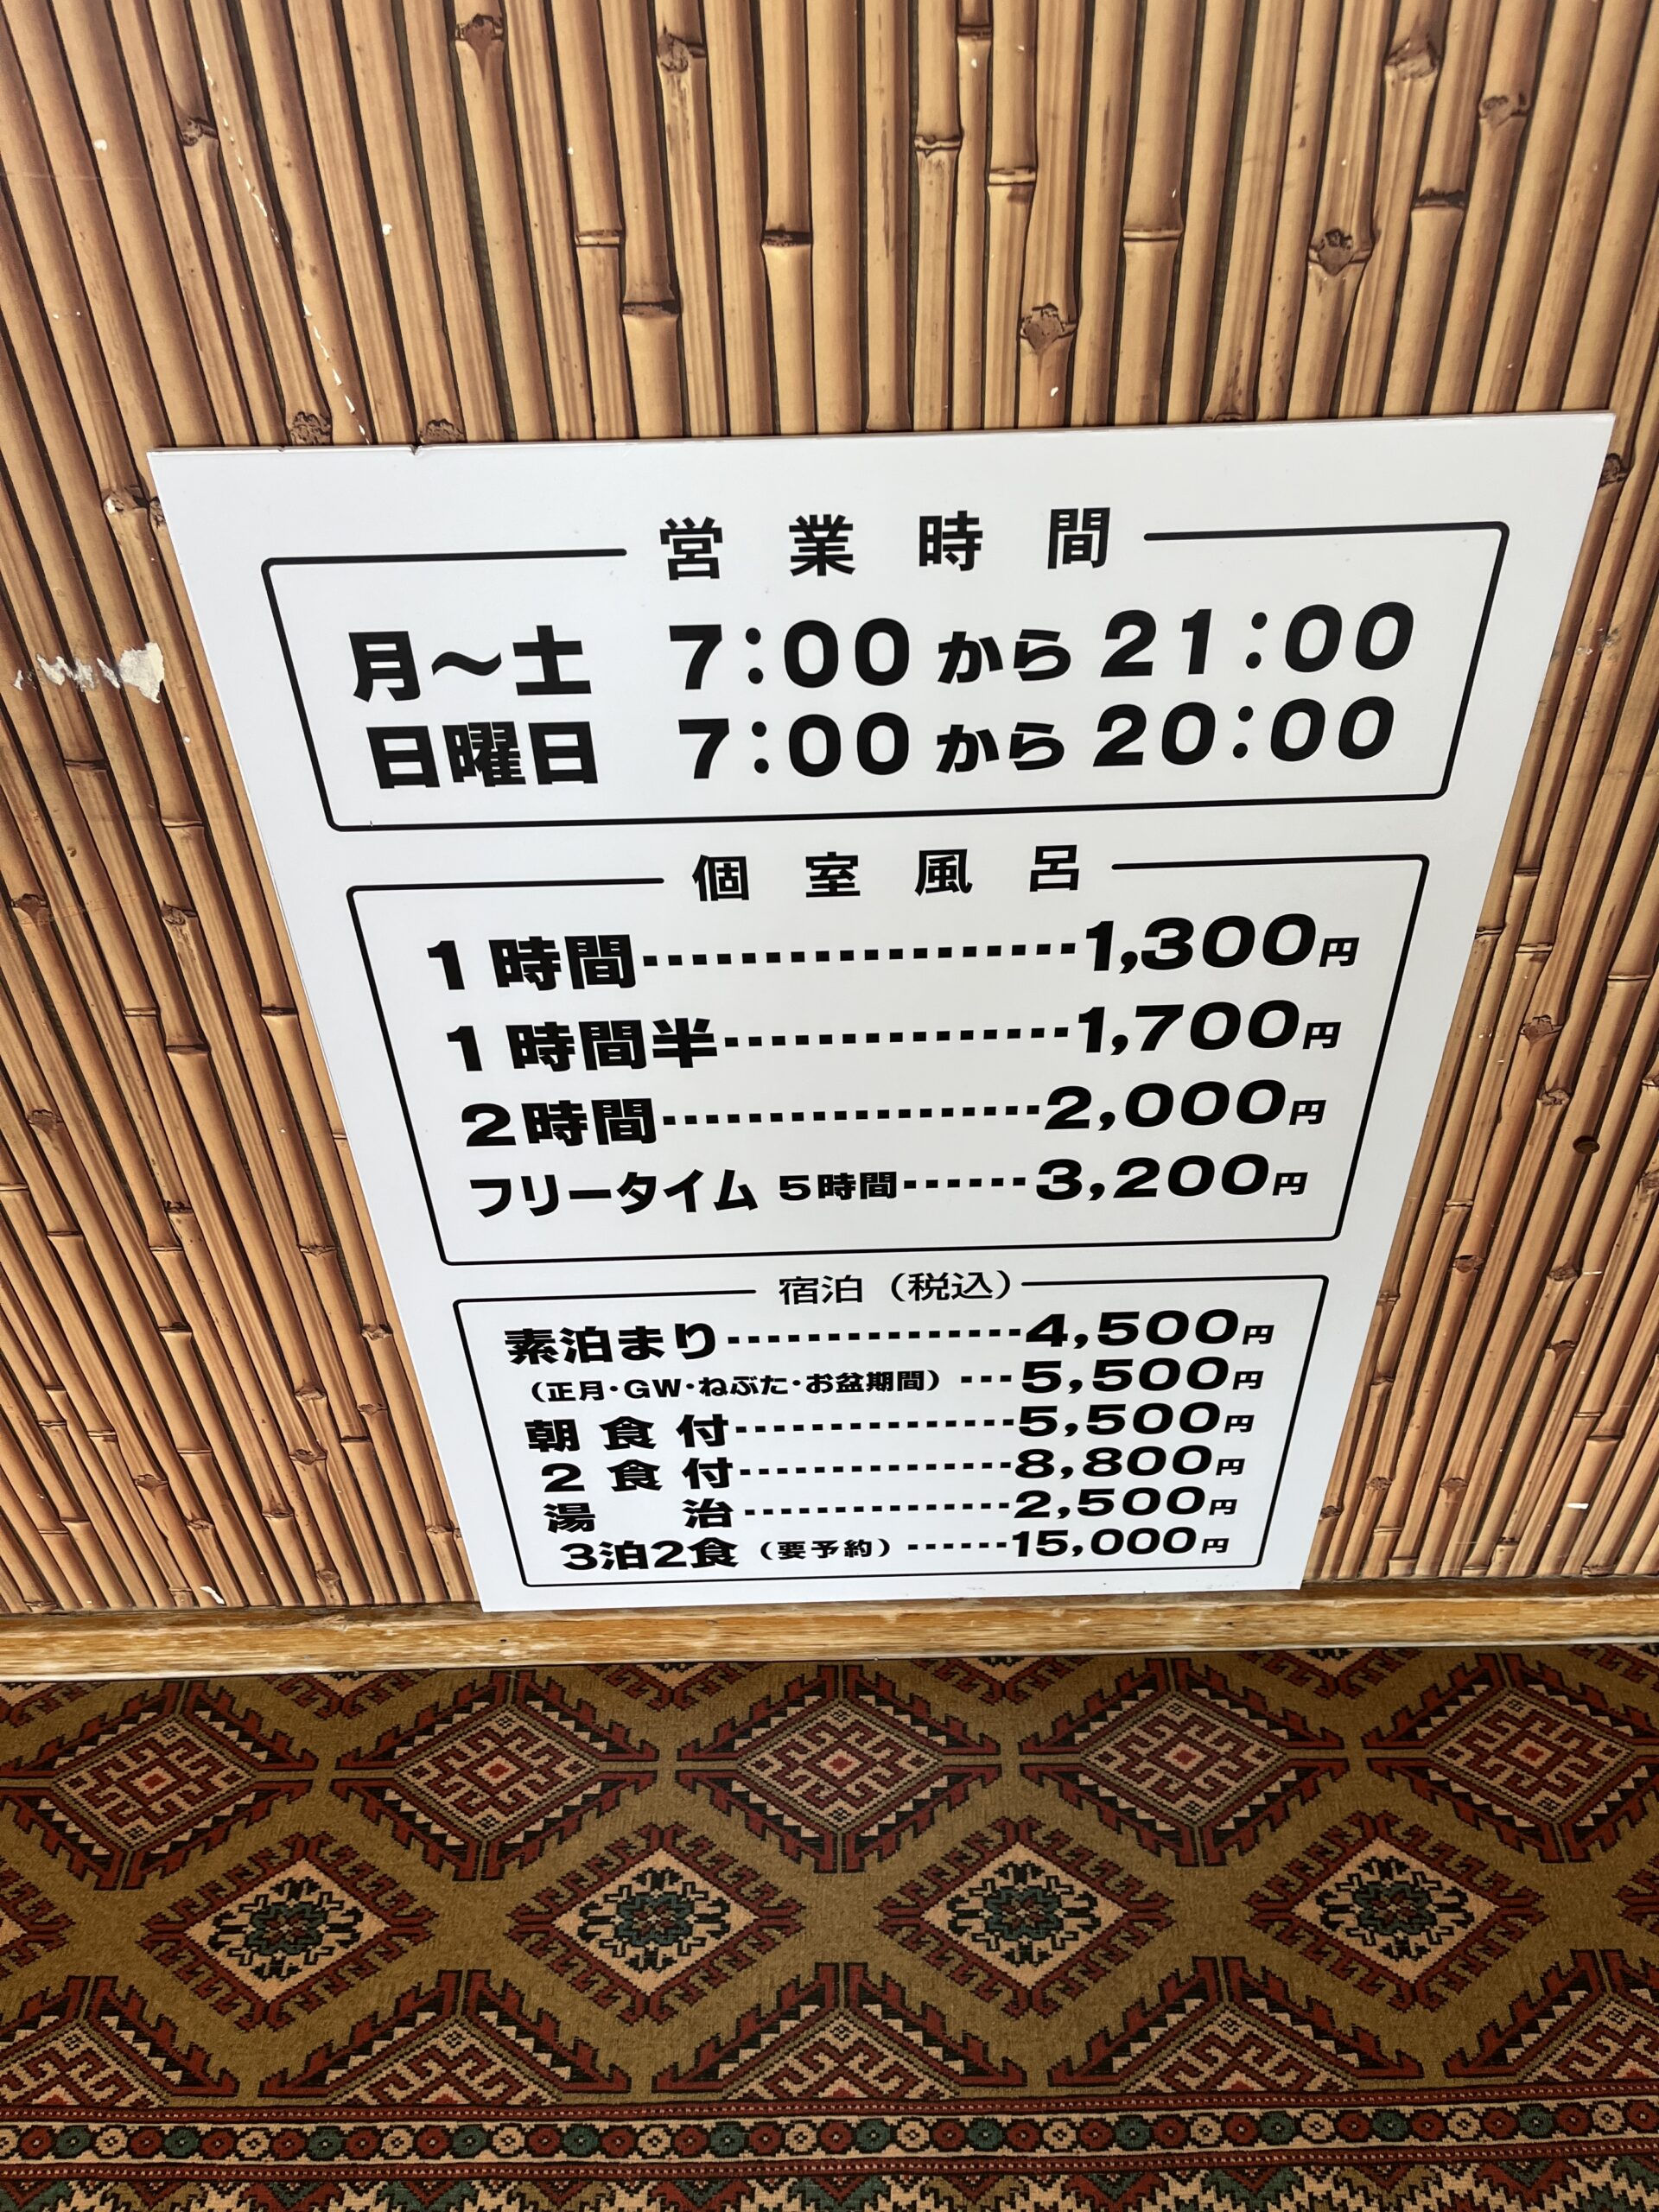 営業時間
月～土 7:00から21:00
日曜日 7:00から20:00
個室風呂
1時間………………1,300円
1時間半……………1,700円
2時間………………2,000円
フリータイム 5時間……3,200円
宿泊（税込）
素泊まり……………4,500円
（正月・GW・ねぶた・お盆期間）…5,500円
朝食付……………5,500円
2食付……………8,800円
湯治……………2,500円
3泊2食（要予約）……15,000円